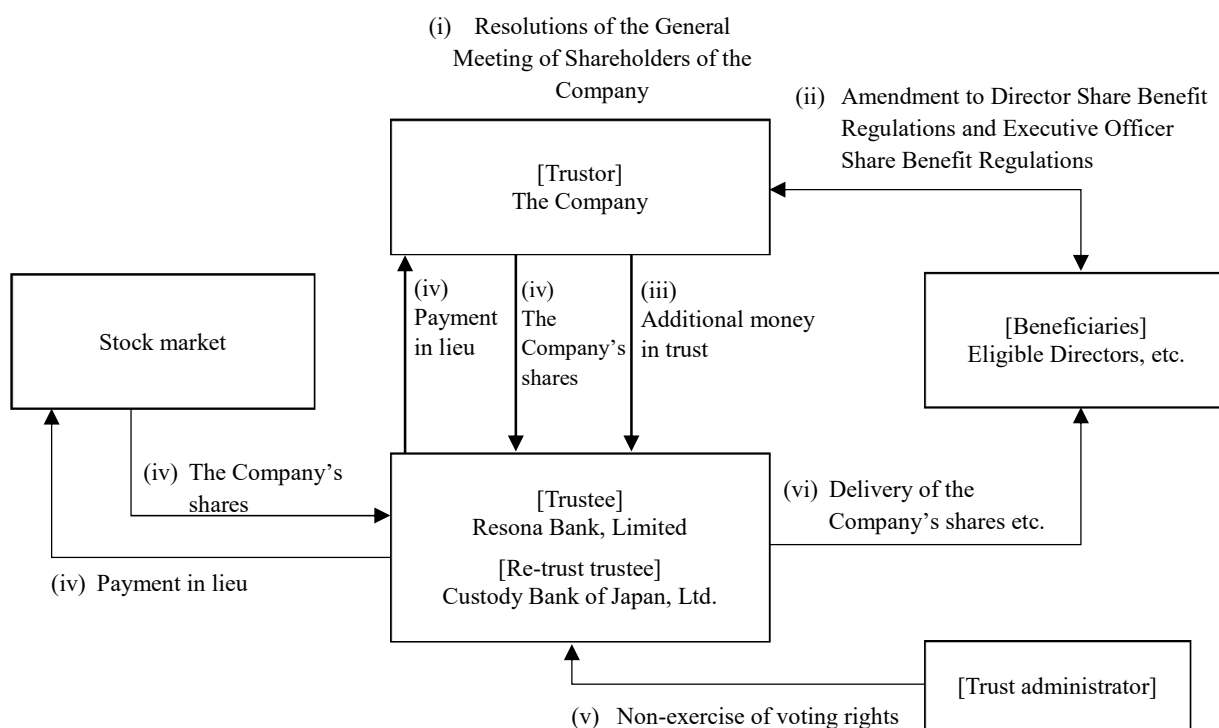 (i) Resolutions of the General
Meeting of Shareholders of the
Company
(ii) Amendment to Director Share Benefit
Regulations and Executive Officer
Share Benefit Regulations
[Trustor]
The Company
(iv)
Payment
in lieu
(iv)
The
Company’s
shares
(iii)
Additional money
in trust
Stock market
[Beneficiaries]
Eligible Directors, etc.
(iv) The Company’s
shares
[Trustee]
Resona Bank, Limited
[Re-trust trustee]
Custody Bank of Japan, Ltd.
(vi) Delivery of the
Company’s shares etc.
(iv) Payment in lieu
[Trust administrator]
(v) Non-exercise of voting rights